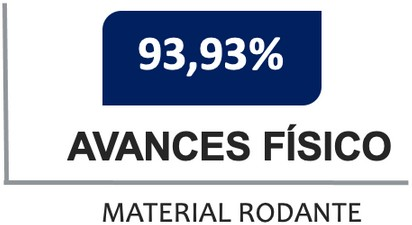 93,93%
AVANCES FÍSICO
MATERIAL RODANTE